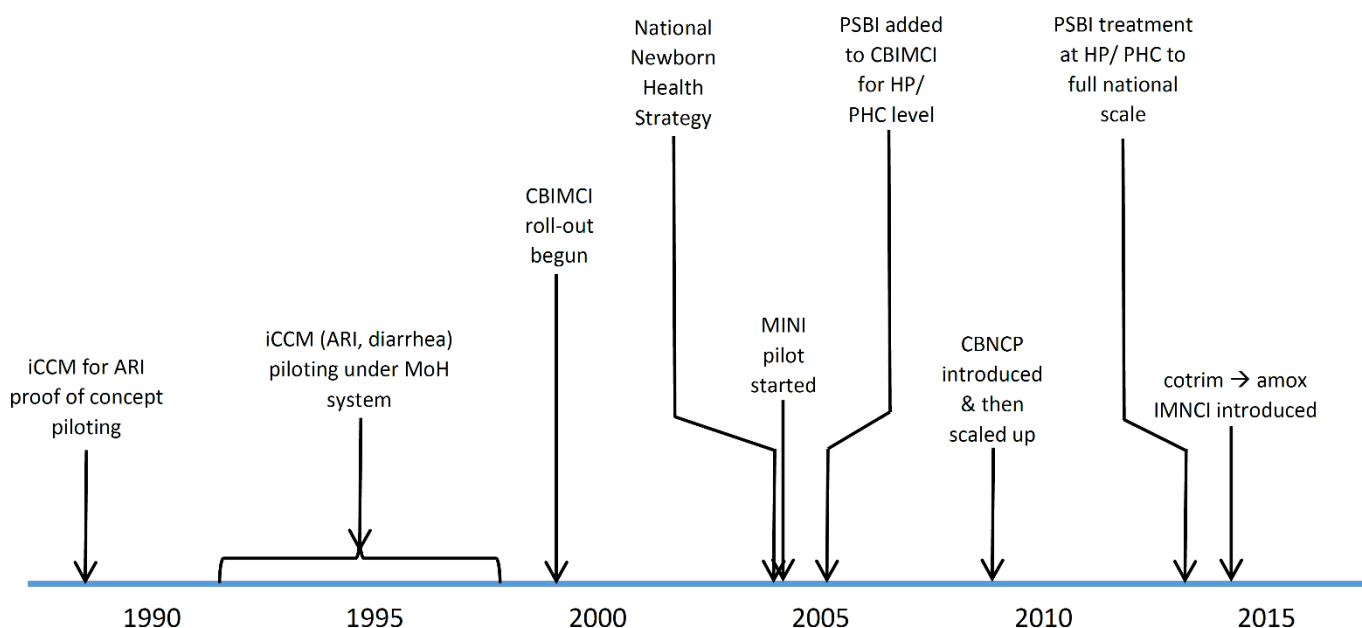 iCCM for ARI
proof of concept
piloting
iCCM (ARI, diarrhea)
piloting under MoH
system
CBIMCI
roll-out
begun
National
Newborn
Health
Strategy
MINI
pilot
started
PSBI added
to CBIMCI
for HP/
PHC level
CBNCP
introduced
& then
scaled up
PSBI treatment
at HP/ PHC to
full national
scale
cotrim → amox
IMNCI introduced
1990 1995 2000 2005 2010 2015